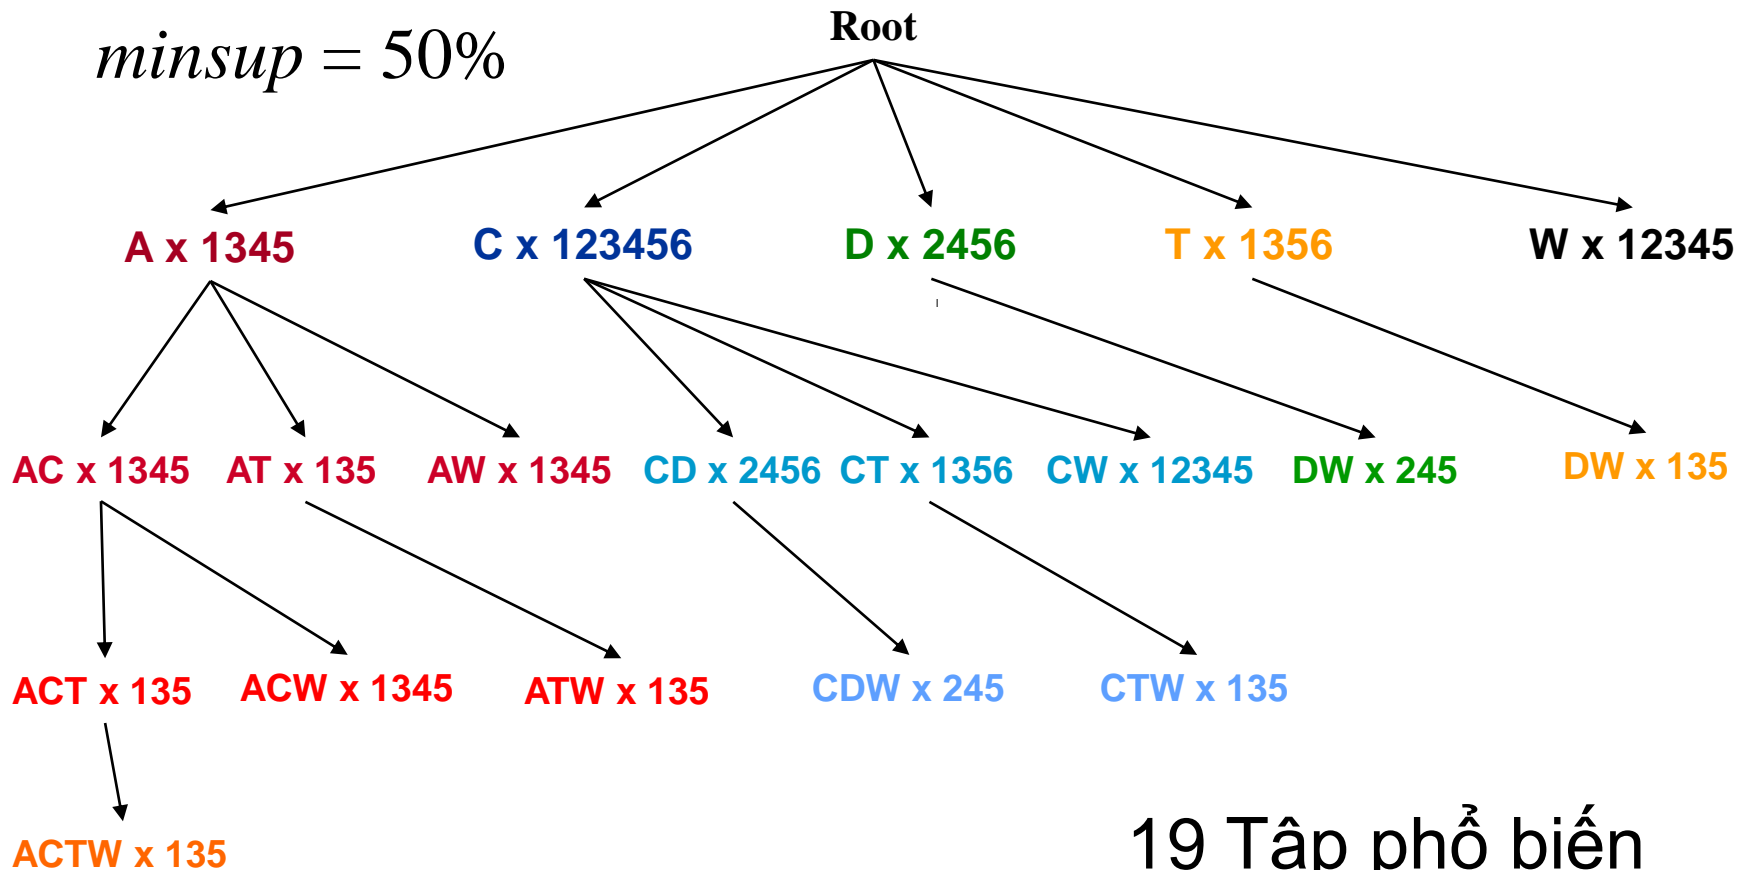 Root
minsup = 50%
A x 1345 C x 123456 D x 2456 T x 1356 W x 12345
AC x 1345 AT x 135 AW x 1345 CD x 2456 CT x 1356 CW x 12345 DW x 245 DW x 135
ACT x 135 ACW x 1345 ATW x 135 CDW x 245 CTW x 135
19 Tâp phổ biến
ACTW x 135